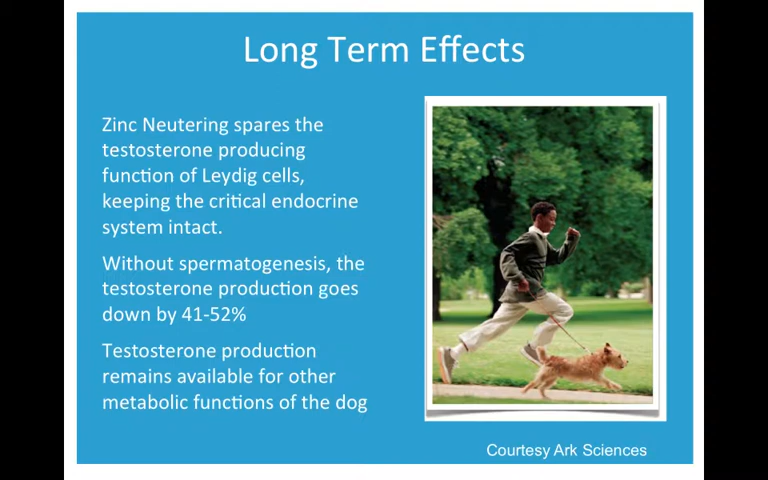 Long Term Effects
Zinc Neutering spares the
testosterone producing
function of Leydig cells,
keeping the critical endocrine
system intact.
Without spermatogenesis, the
testosterone production goes
down by 41-52%
Testosterone production
remains available for other
metabolic functions of the dog
Courtesy Ark Sciences